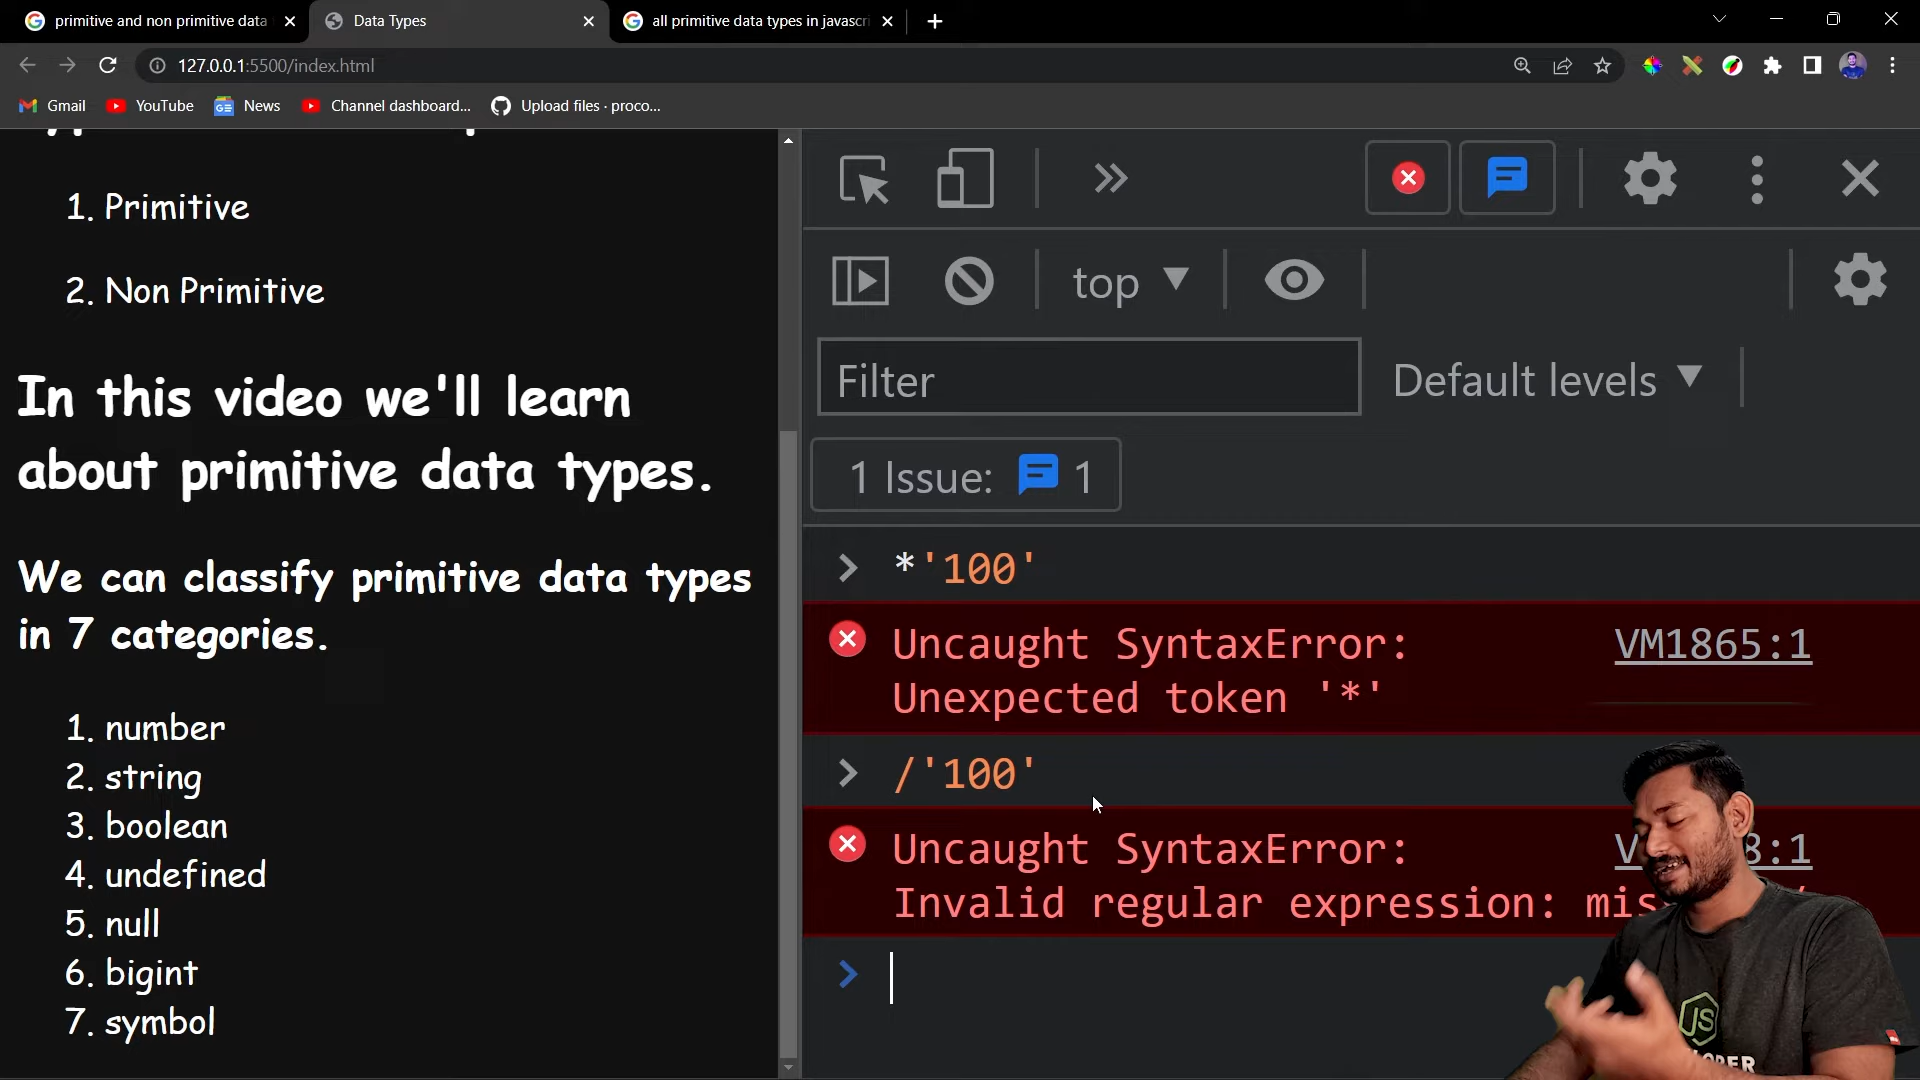 primitive and non primitive data
Data Types
all primitive data types in javascri
127.0.0.1:5500/index.html
Gmail
YouTube
News
Channel dashboard...
Upload files · proco...
1. Primitive
2. Non Primitive
In this video we'll learn
about primitive data types.
We can classify primitive data types
in 7 categories.
1. number
2. string
3. boolean
4. undefined
5. null
6. bigint
7. symbol
top
Filter
Default levels
1 Issue: 1
*'100'
Uncaught SyntaxError: VM1865:1
Unexpected token '*'
/'100'
Uncaught SyntaxError: 8:1
Invalid regular expression:
JS